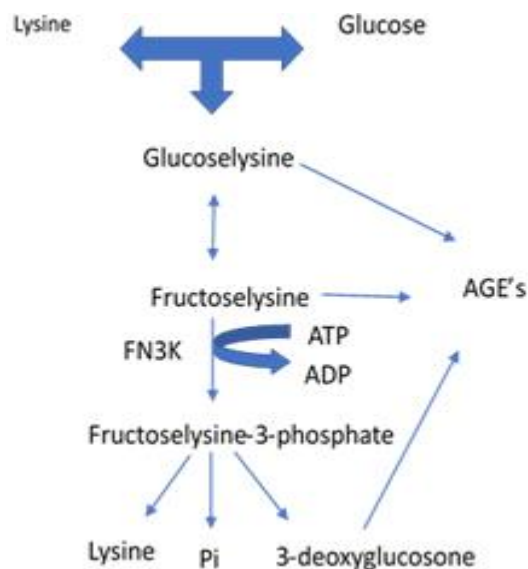 Lysine
Glucose
Glucoselysine
AGE's
Fructoselysine
FN3K
ATP
ADP
Fructoselysine-3-phosphate
Lysine
Pi
3-deoxyglucosone